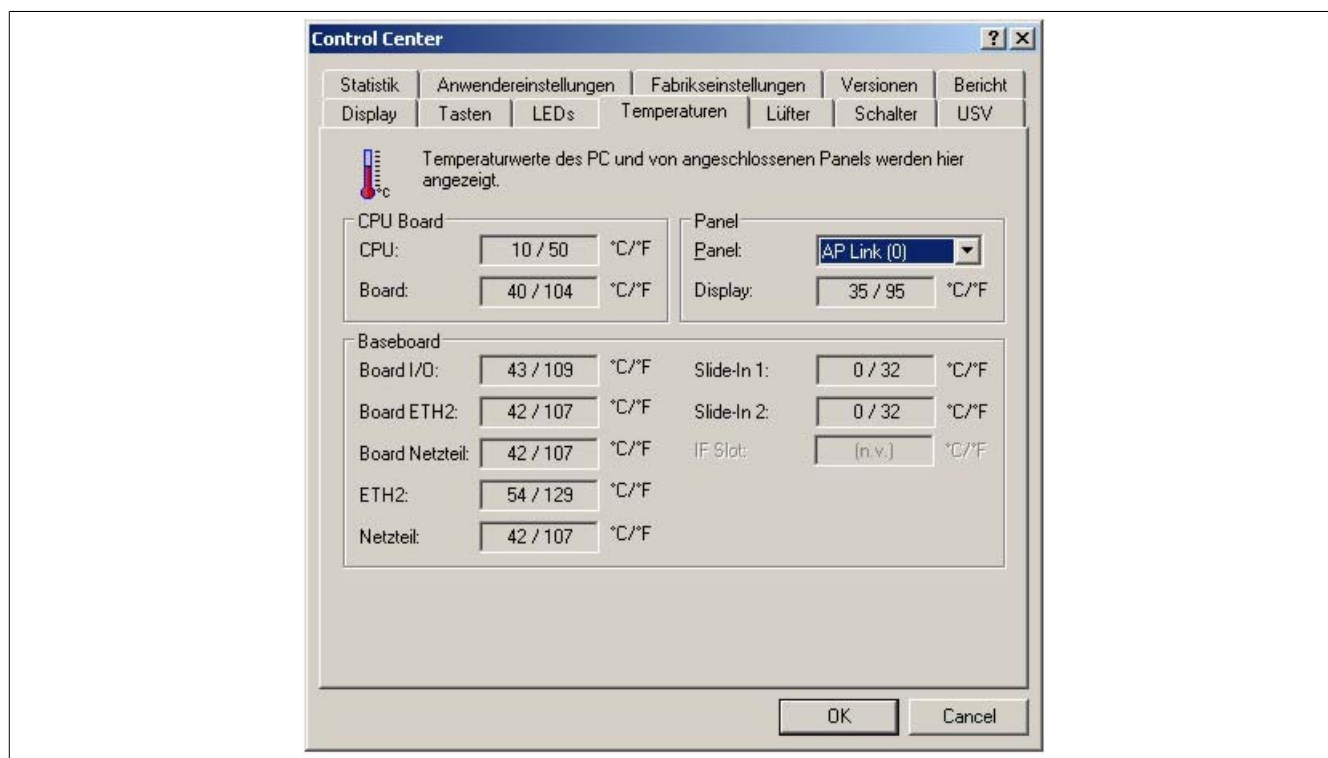 Control Center
Statistik Anwendereinstellungen Fabrikseinstellungen Versionen Bericht
Display Tasten LEDs Temperaturen Lüfter Schalter USV
°C
Temperaturwerte des PC und von angeschlossenen Panels werden hier
angezeigt.
CPU Board
CPU: 10 / 50 °C/°F
Board: 40 / 104 °C/°F
Panel
Panel: AP Link (0)
Display: 35 / 95 °C/°F
Baseboard
Board I/O: 43 / 109 °C/°F Slide-In 1: 0 / 32 °C/°F
Board ETH2: 42 / 107 °C/°F Slide-In 2: 0 / 32 °C/°F
Board Netzteil: 42 / 107 °C/°F IF Slot: (n.v.) °C/°F
ETH2: 54 / 129 °C/°F
Netzteil: 42 / 107 °C/°F
OK Cancel